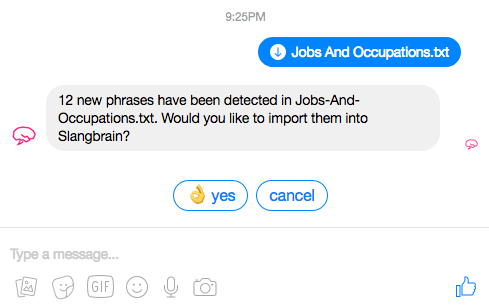 9:25PM
Jobs And Occupations.txt
12 new phrases have been detected in Jobs-And-
Occupations.txt. Would you like to import them into
Slangbrain?
👌 yes
cancel
Type a message...
GIF